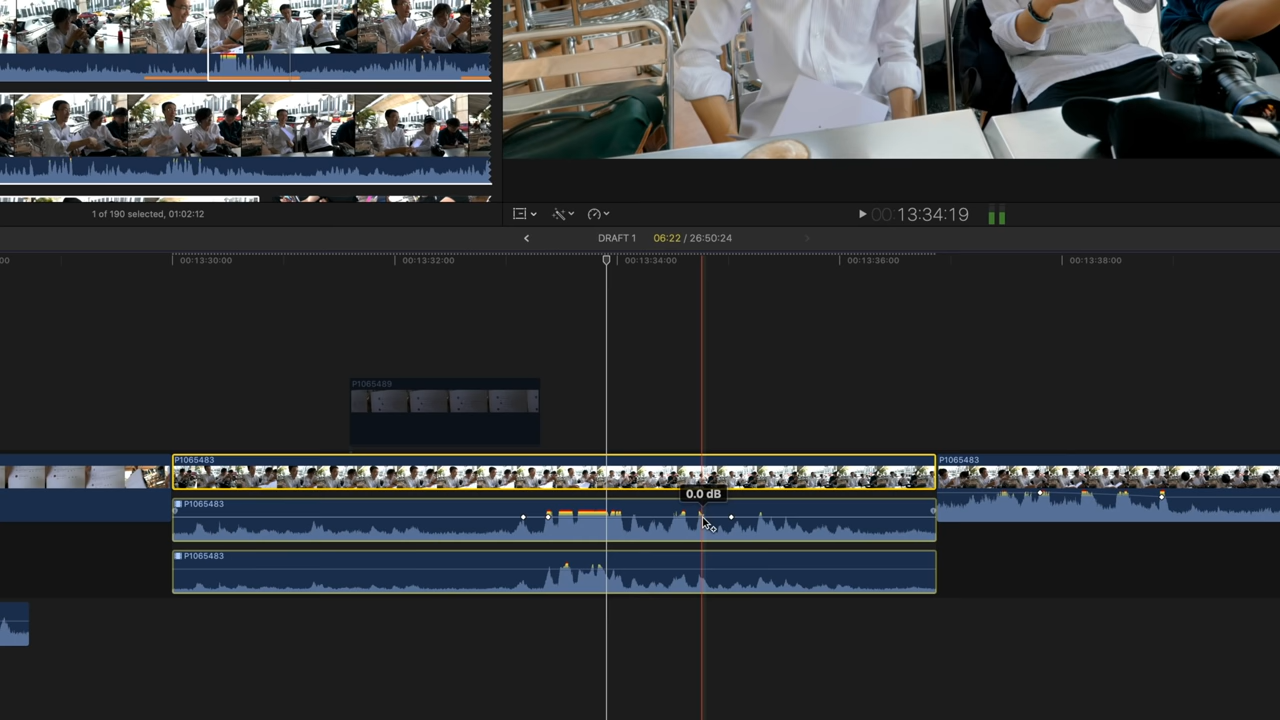 1 of 190 selected, 01:02:12
00:13:34:19
DRAFT 1 06:22 / 26:50:24
00 00:13:30:00 00:13:32:00 00:13:34:00 00:13:36:00 00:13:38:00
P1065489
P1065483 P1065483
0.0 dB
P1065483
P1065483